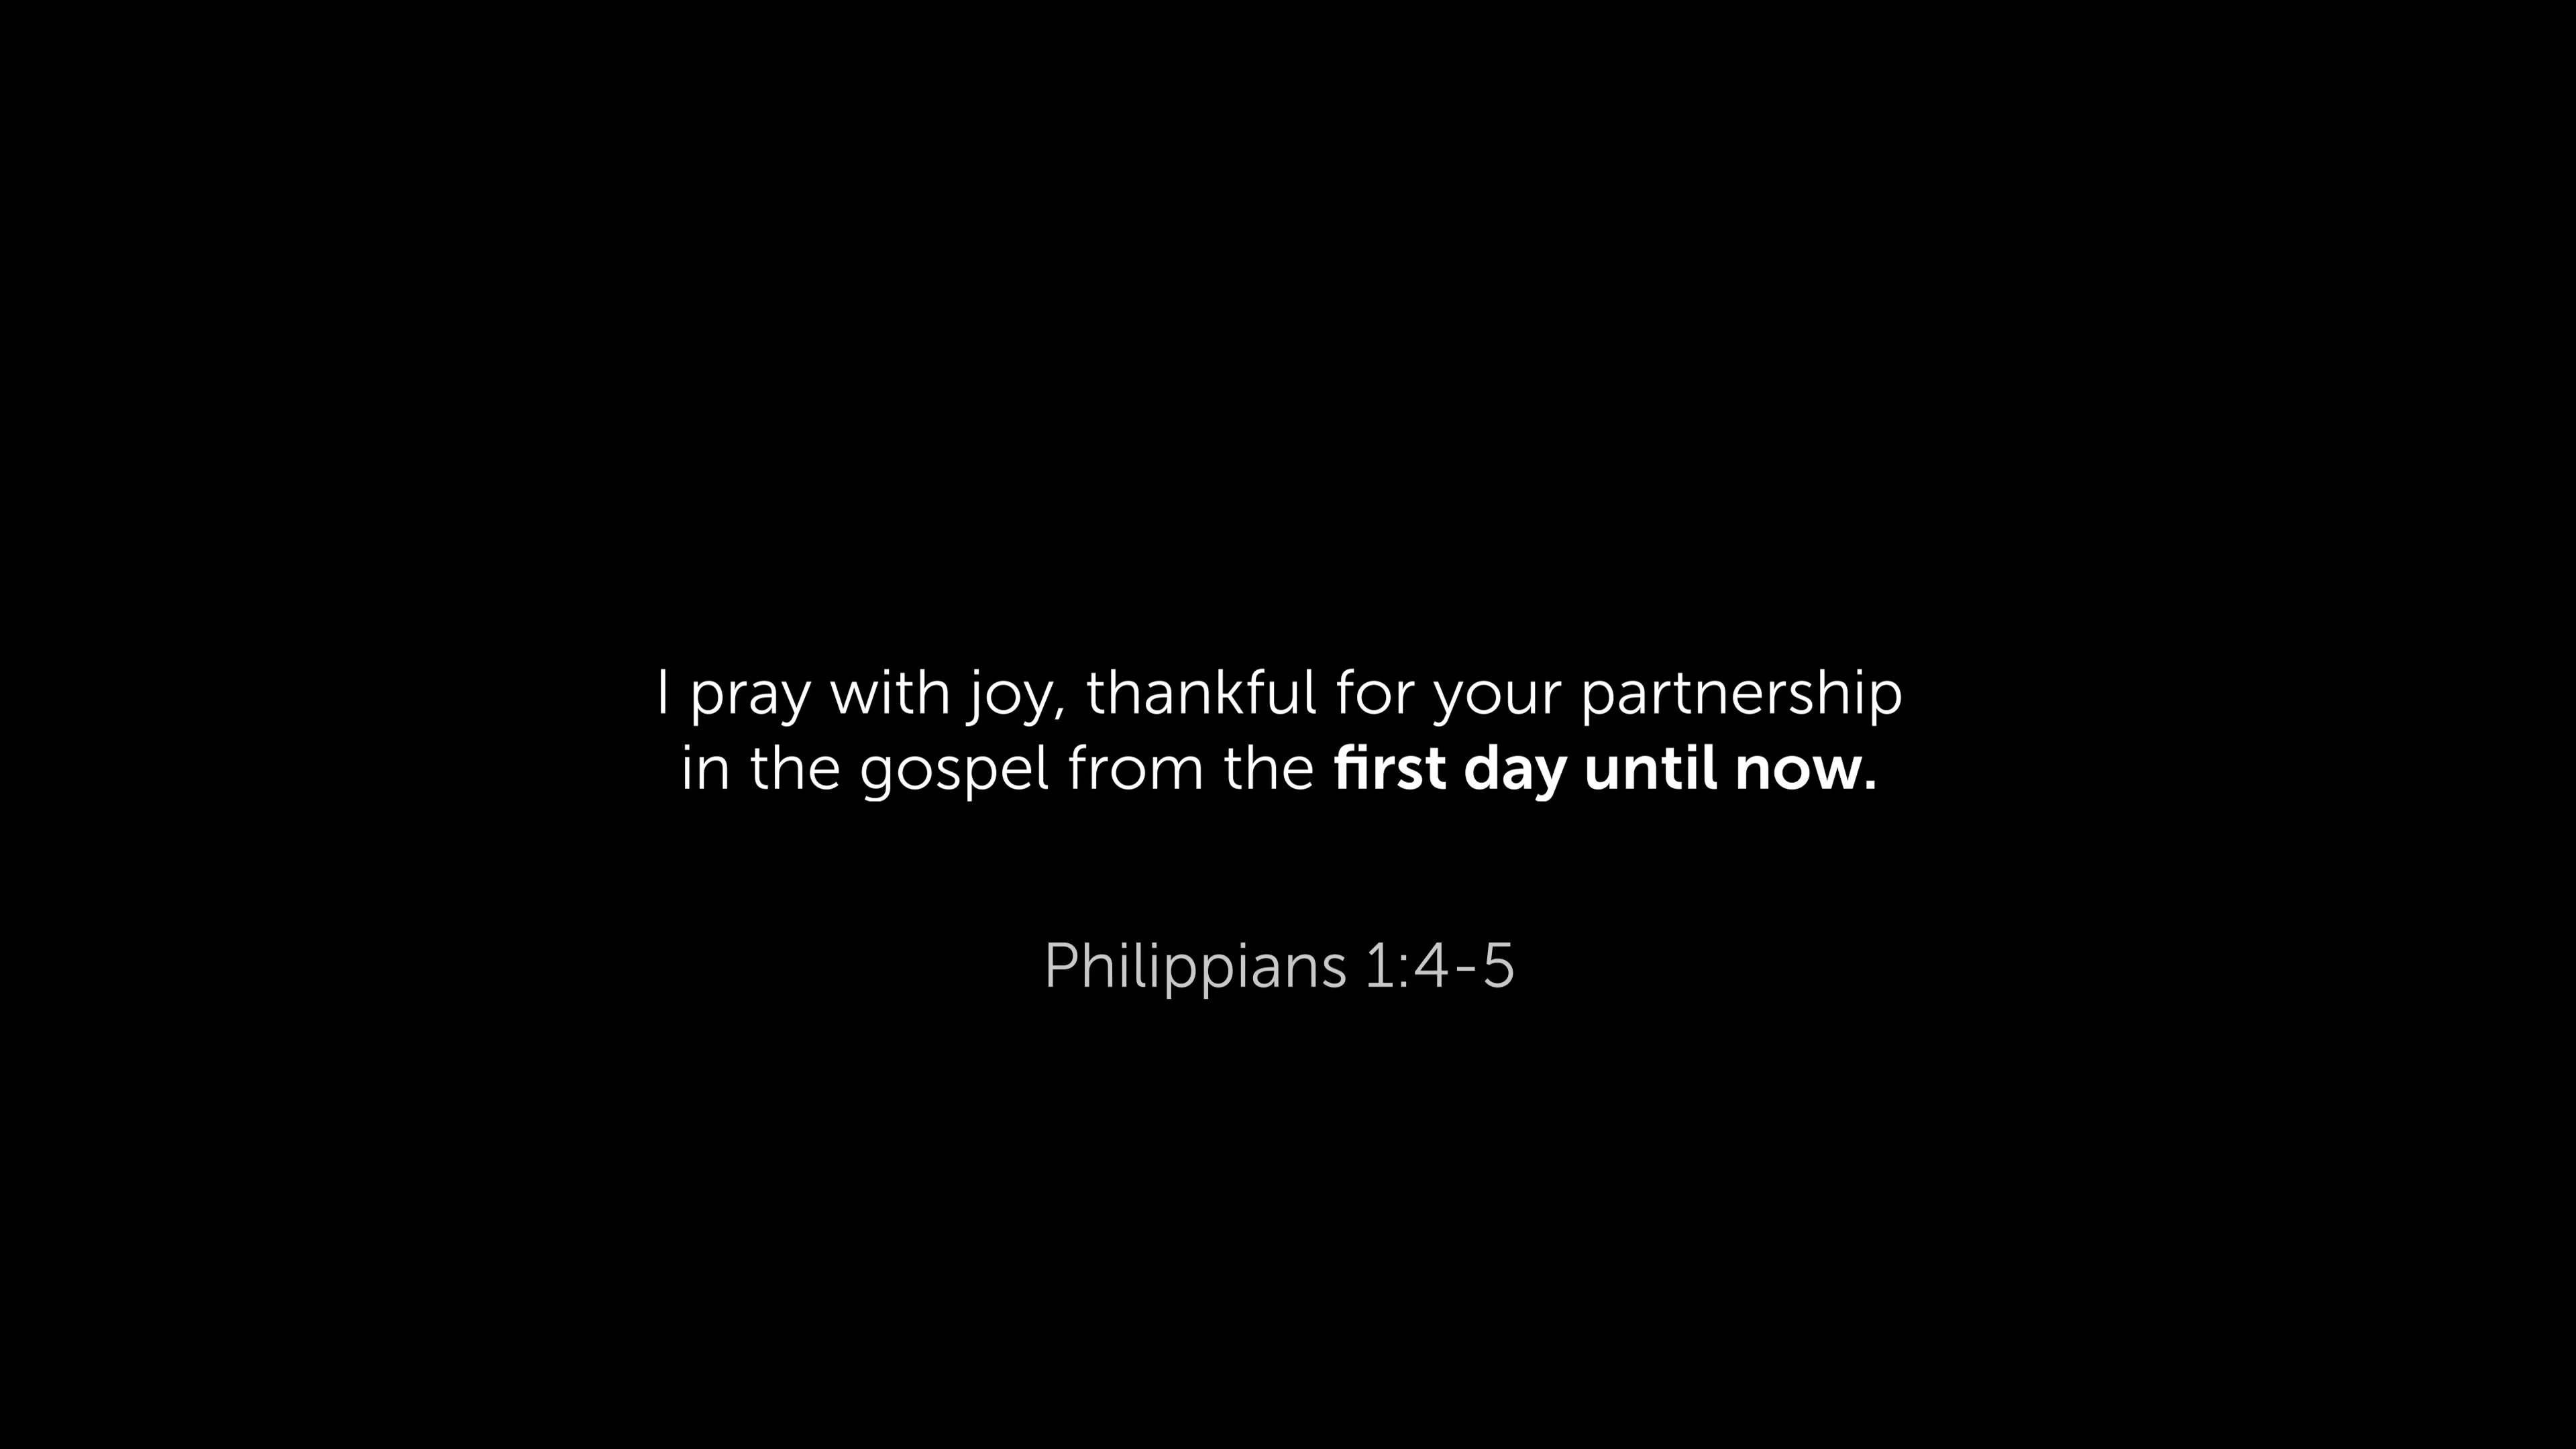 I pray with joy, thankful for your partnership
in the gospel from the first day until now.
Philippians 1:4-5